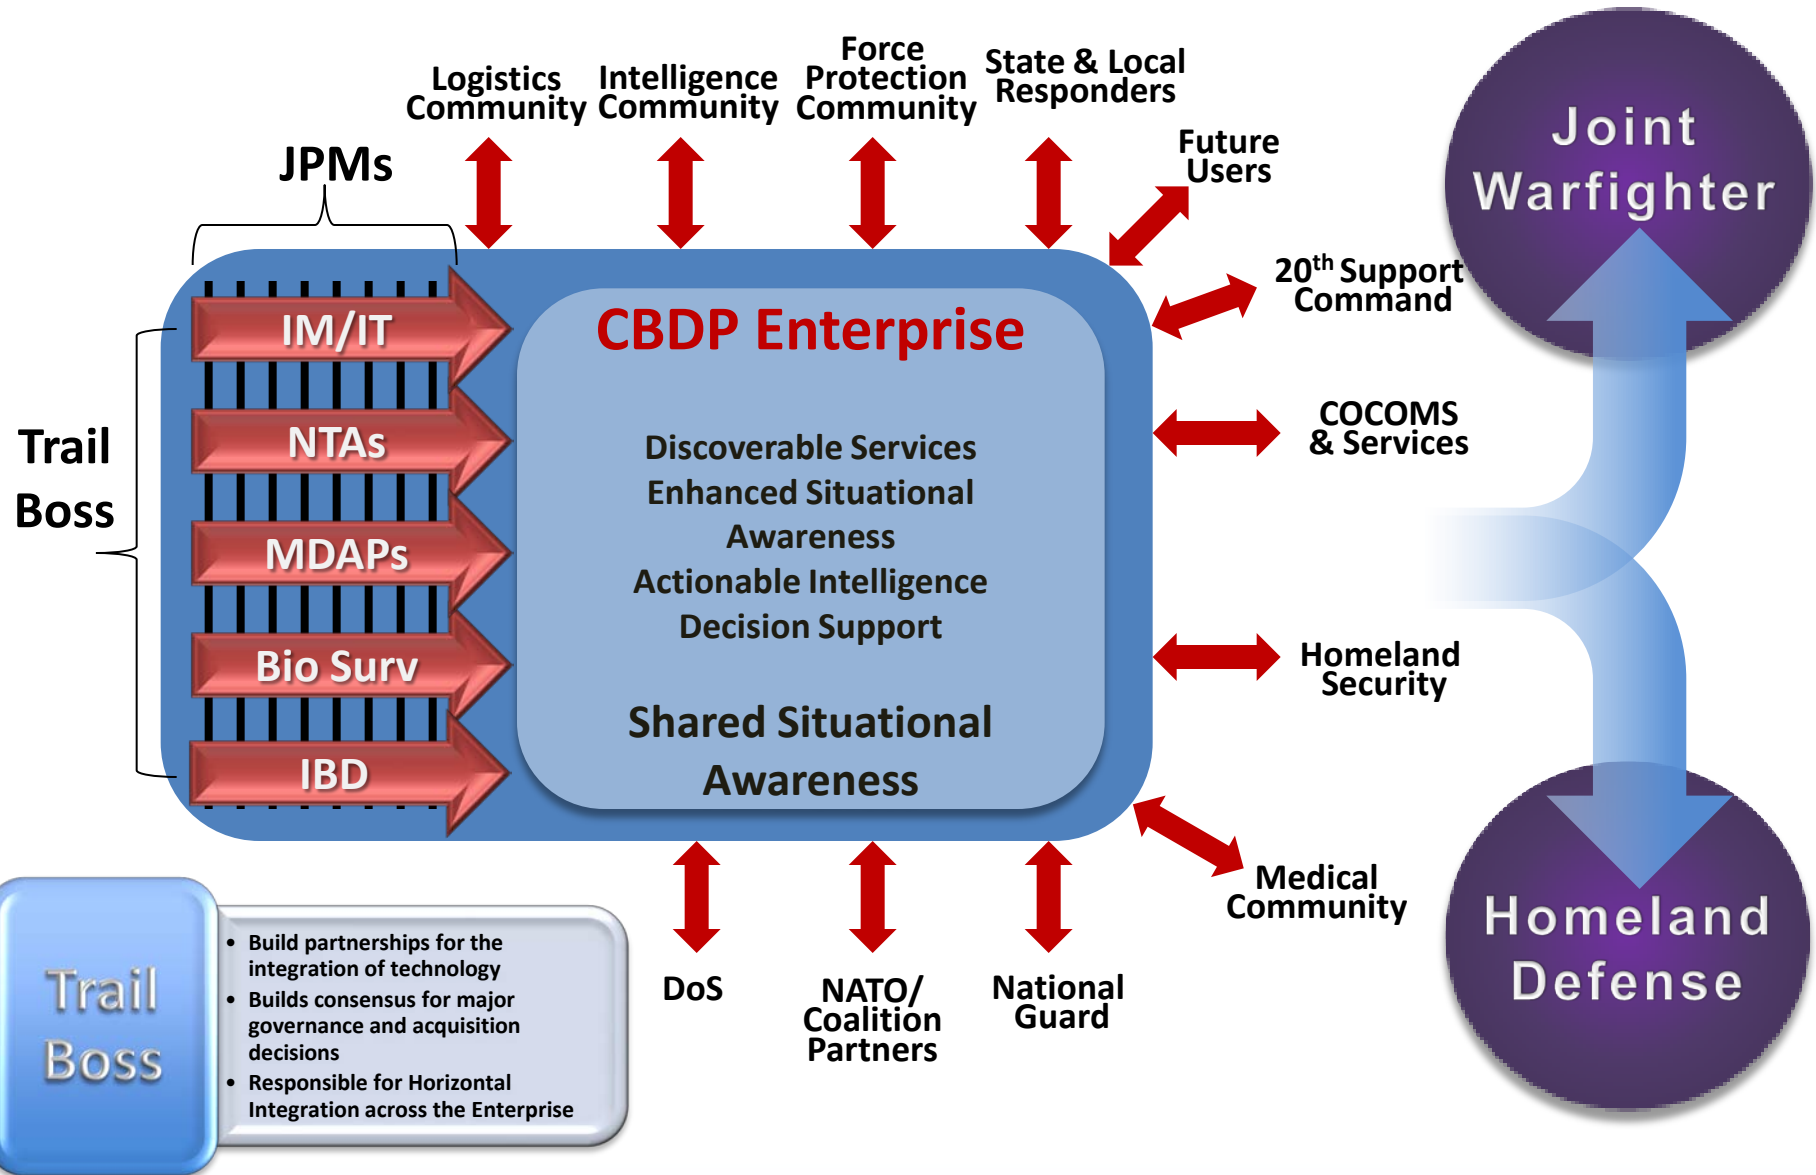 Logistics
Community
Intelligence
Community
Force
Protection
Community
State & Local
Responders
Future
Users
JPMs
20th Support
Command
COCOMS
& Services
Homeland
Security
Medical
Community
Trail
Boss
IM/IT
NTAs
MDAPs
Bio Surv
IBD
CBDP Enterprise
Discoverable Services
Enhanced Situational
Awareness
Actionable Intelligence
Decision Support
Shared Situational
Awareness
DoS
NATO/
Coalition
Partners
National
Guard
Joint
Warfighter
Homeland
Defense
Trail
Boss
• Build partnerships for the
integration of technology
• Builds consensus for major
governance and acquisition
decisions
• Responsible for Horizontal
Integration across the Enterprise